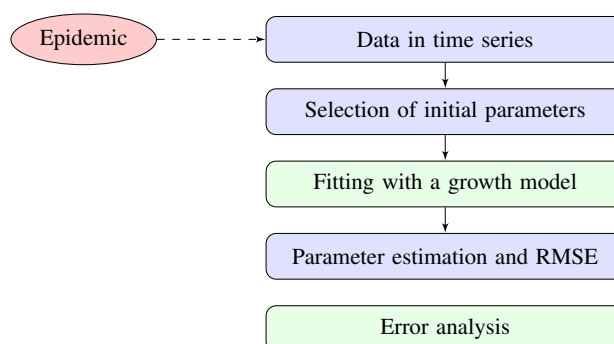 Epidemic
Data in time series
Selection of initial parameters
Fitting with a growth model
Parameter estimation and RMSE
Error analysis